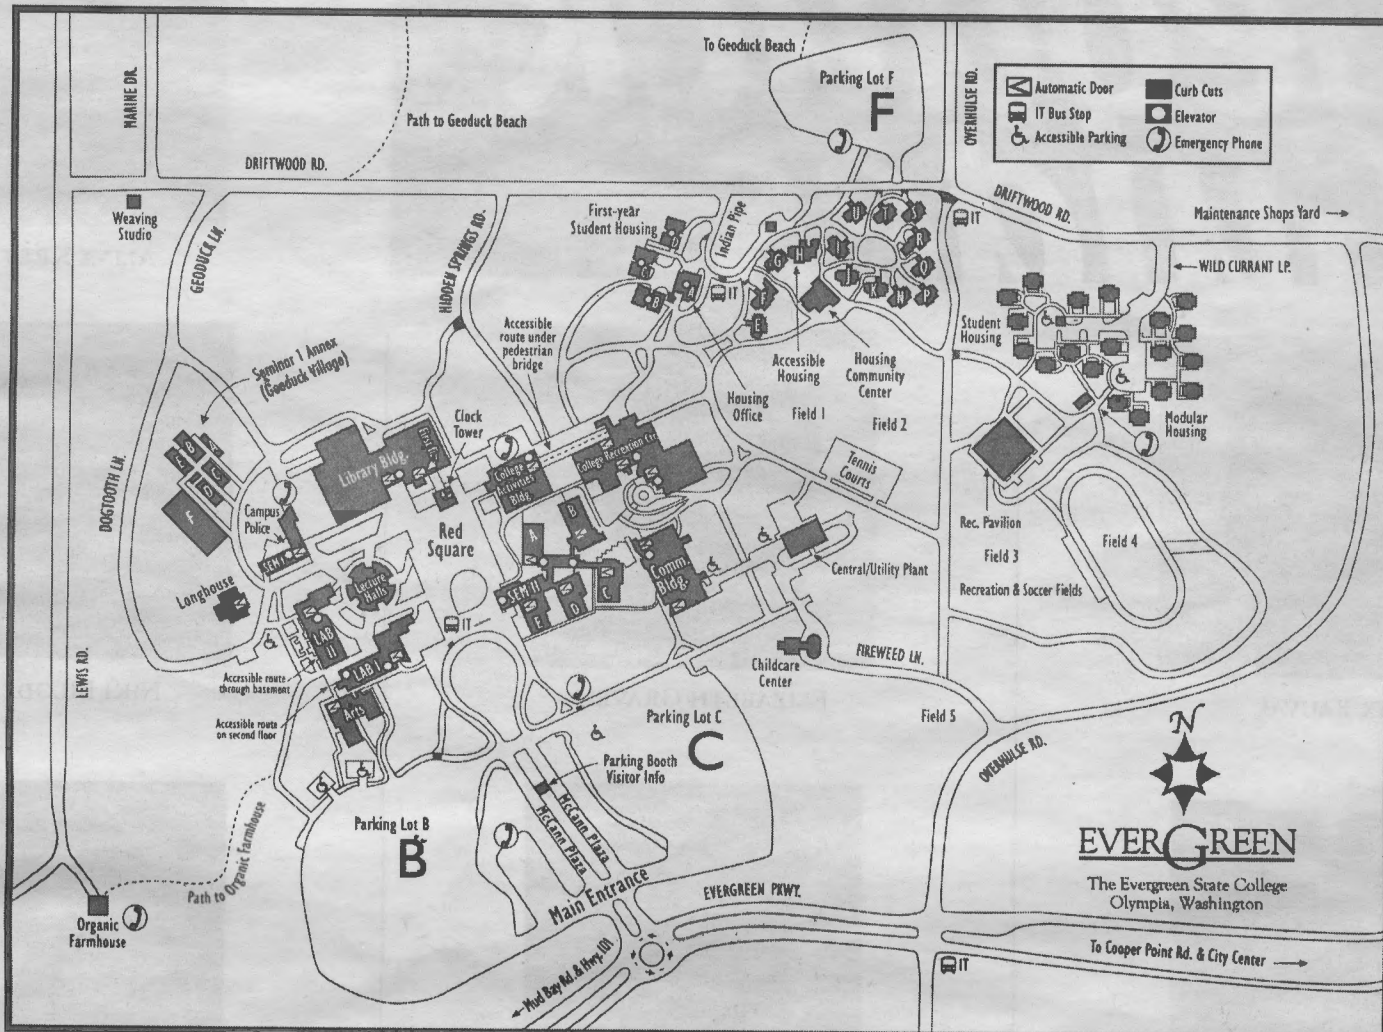 To Geoduck Beach
Parking Lot F
F
OVERHULSE RD.
Automatic Door
Curb Cuts
IT Bus Stop
Elevator
Accessible Parking
Emergency Phone
MARINE DR.
Path to Geoduck Beach
DRIFTWOOD RD.
DRIFTWOOD RD.
Maintenance Shops Yard
WILD CURRANT LP.
Weaving
Studio
GEODUCK LN.
HIDDEN SPRINGS RD.
First-year
Student Housing
Indian Pipe
IT
IT
D
C
B
A
U
T
S
R
Q
P
N
I
H
G
F
E
Student
Housing
Accessible
route under
pedestrian
bridge
Accessible
Housing
Housing
Community
Center
Housing
Office
Field 1
Field 2
Modular
Housing
Seminar 1 Annex
(Geoduck Village)
Clock
Tower
Library Bldg.
College
Activities
Bldg.
College Recreation Ctr.
Tennis
Courts
DOGTOOTH LN.
B
A
E
C
D
F
Campus
Police
SEM I
Red
Square
Rec. Pavilion
Field 3
Field 4
Recreation & Soccer Fields
Longhouse
Lecture
Halls
A
B
SEM II
E
D
C
Comm.
Bldg.
Central/Utility Plant
IT
LAB
II
LAB I
Arts
LEWIS RD.
Accessible route
through basement
Accessible route
on second floor
Childcare
Center
FIREWEED LN.
Field 5
OVERHULSE RD.
Parking Lot C
C
Parking Booth
Visitor Info
McCann Plaza
McCann Plaza
Parking Lot B
B
Path to Organic Farmhouse
Organic
Farmhouse
Main Entrance
EVERGREEN PKWY.
Mud Bay Rd. & Hwy. 101
IT
To Cooper Point Rd. & City Center
N
EVERGREEN
The Evergreen State College
Olympia, Washington